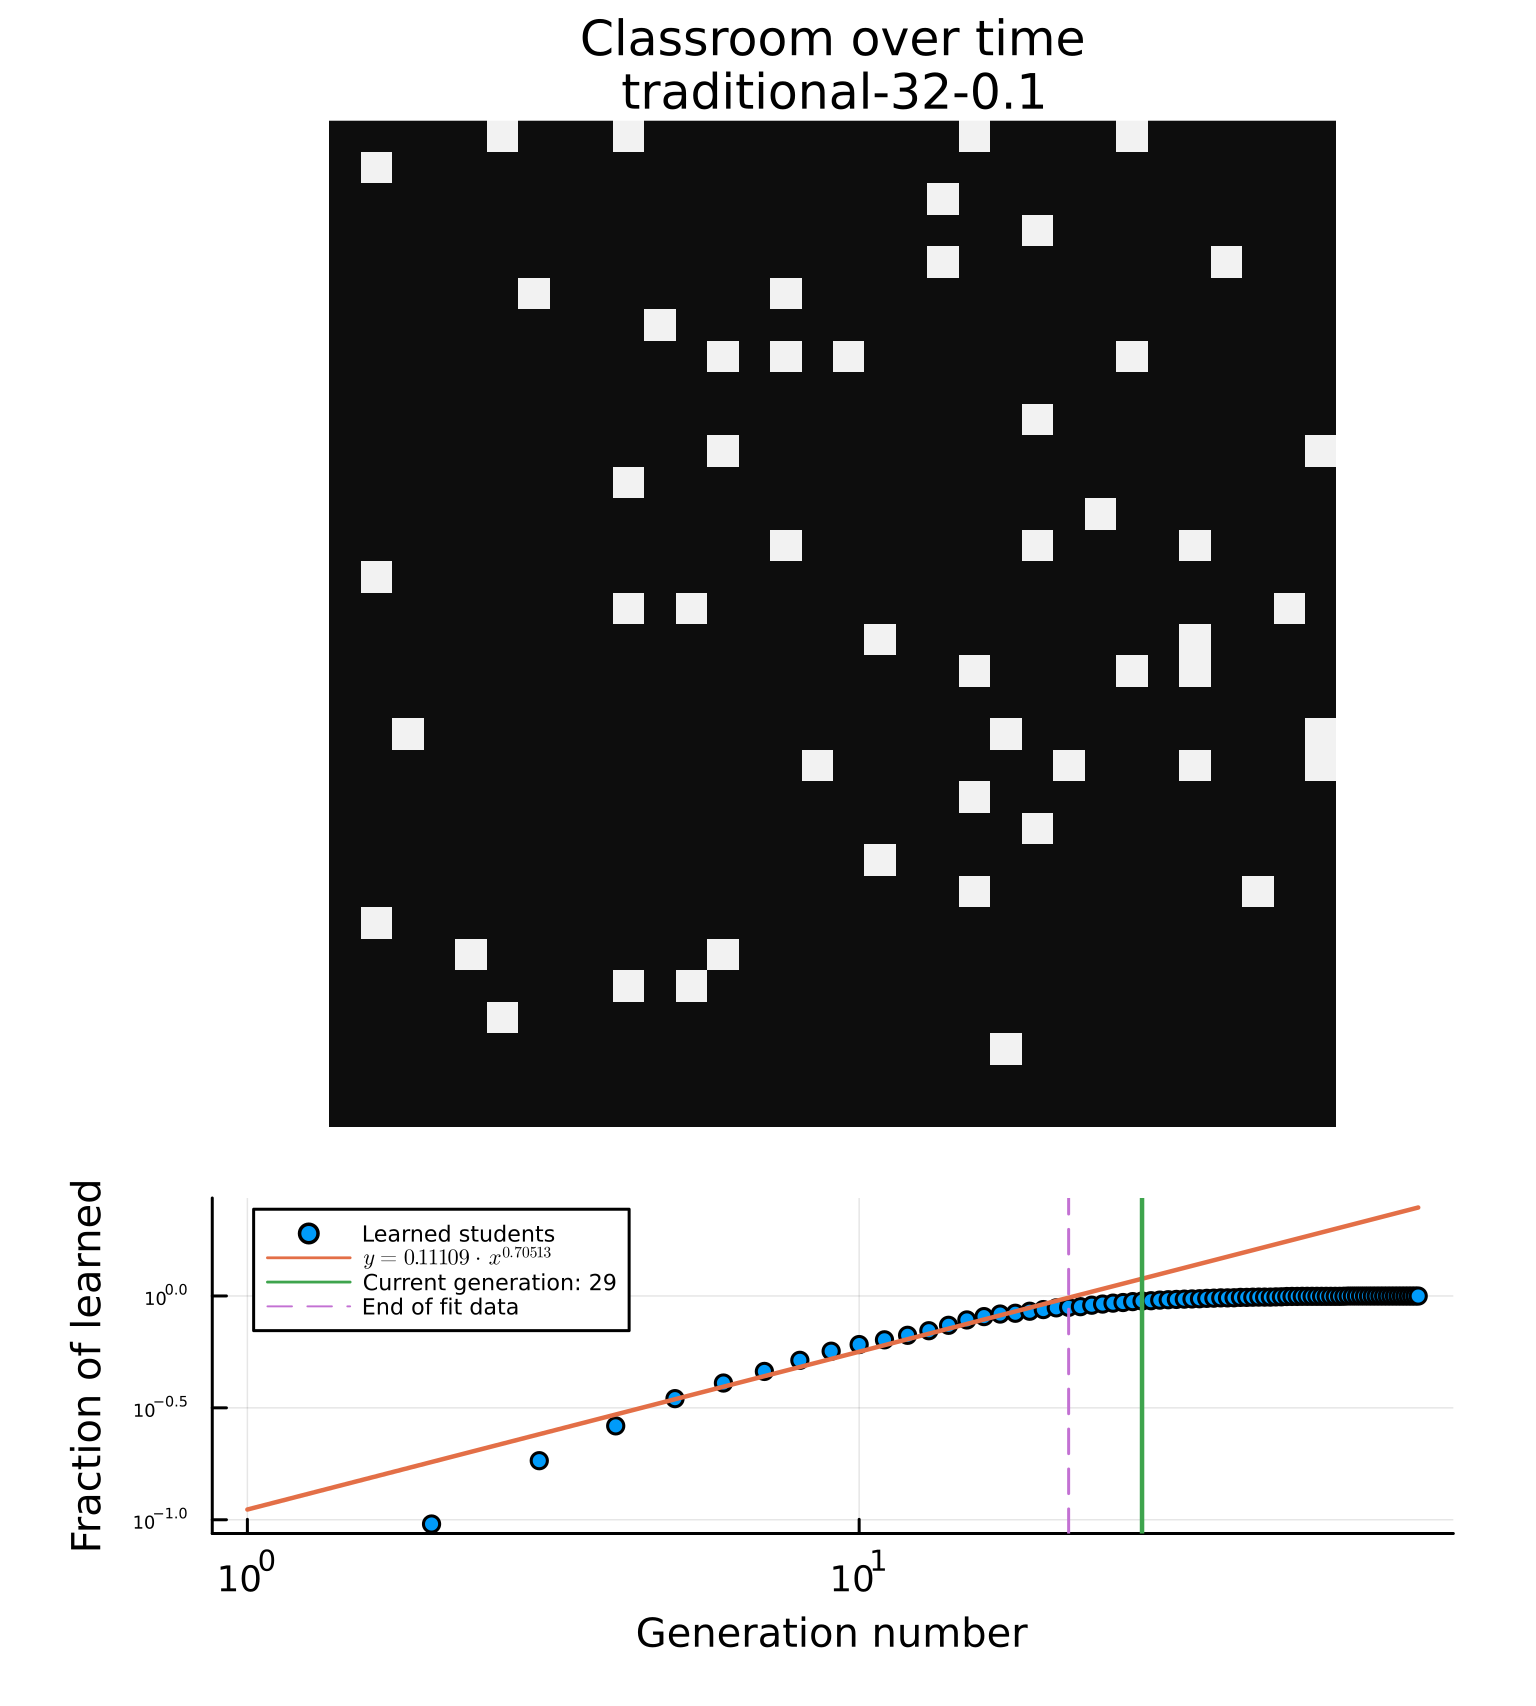 Classroom over time
traditional-32-0.1
Fraction of learned
Learned students
y = 0.11109 · x^0.70513
Current generation: 29
End of fit data
10^0.0
10^−0.5
10^−1.0
10^0
10^1
Generation number